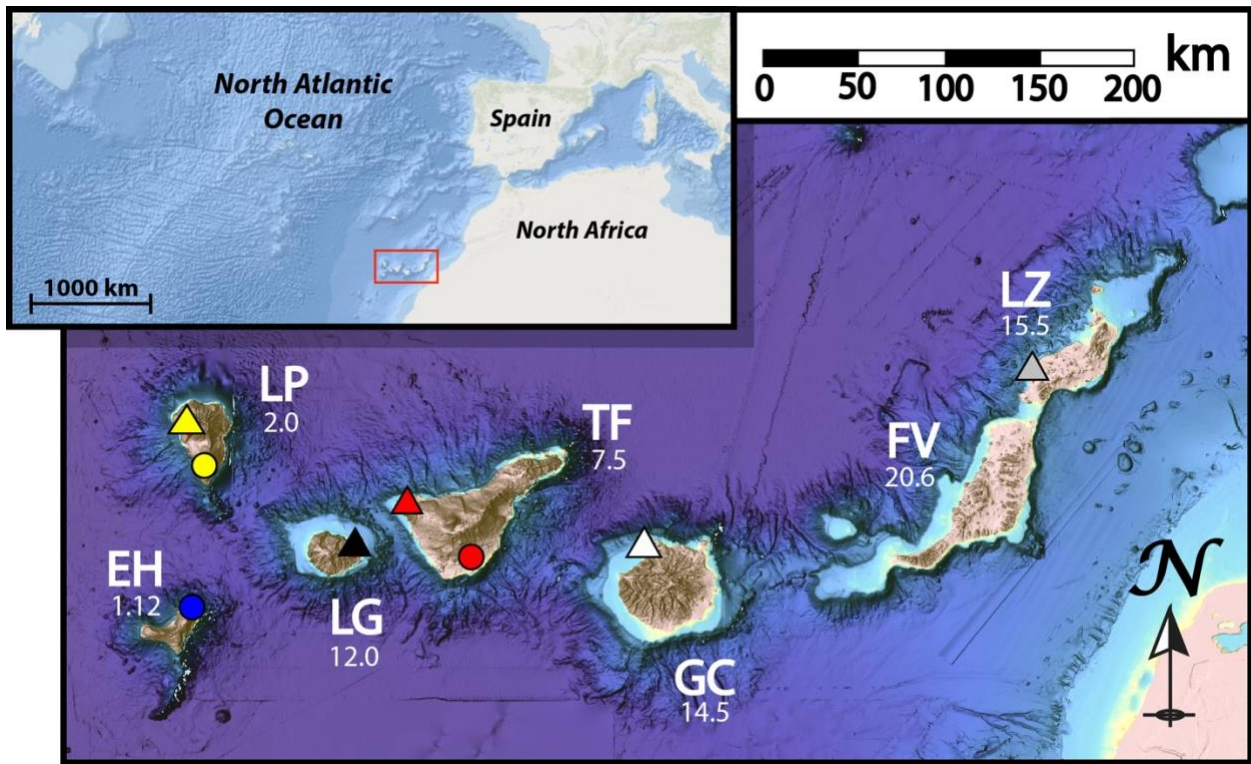 North Atlantic
Ocean
Spain
North Africa
1000 km
km
0 50 100 150 200
LZ
15.5
LP
2.0
TF
7.5
FV
20.6
EH
1.12
LG
12.0
GC
14.5
N